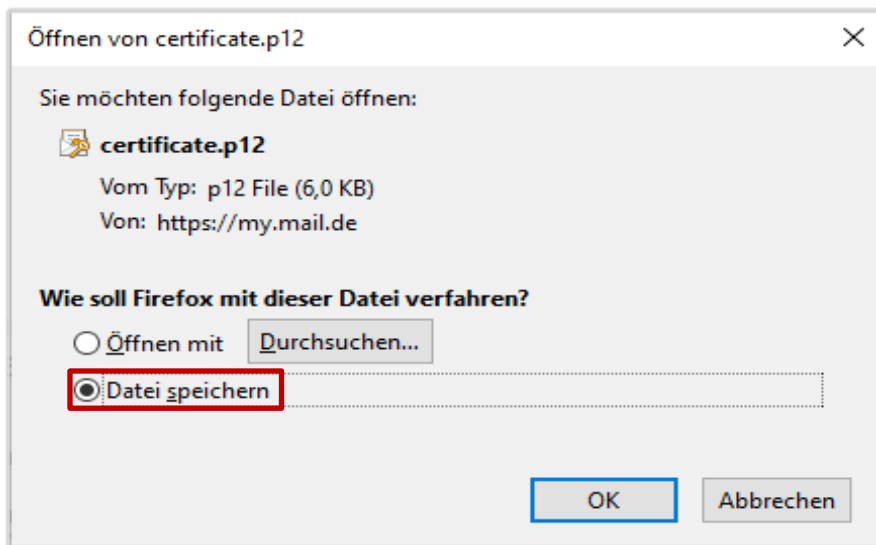 Öffnen von certificate.p12
Sie möchten folgende Datei öffnen:
certificate.p12
Vom Typ: p12 File (6,0 KB)
Von: https://my.mail.de
Wie soll Firefox mit dieser Datei verfahren?
Öffnen mit Durchsuchen...
Datei speichern
OK Abbrechen